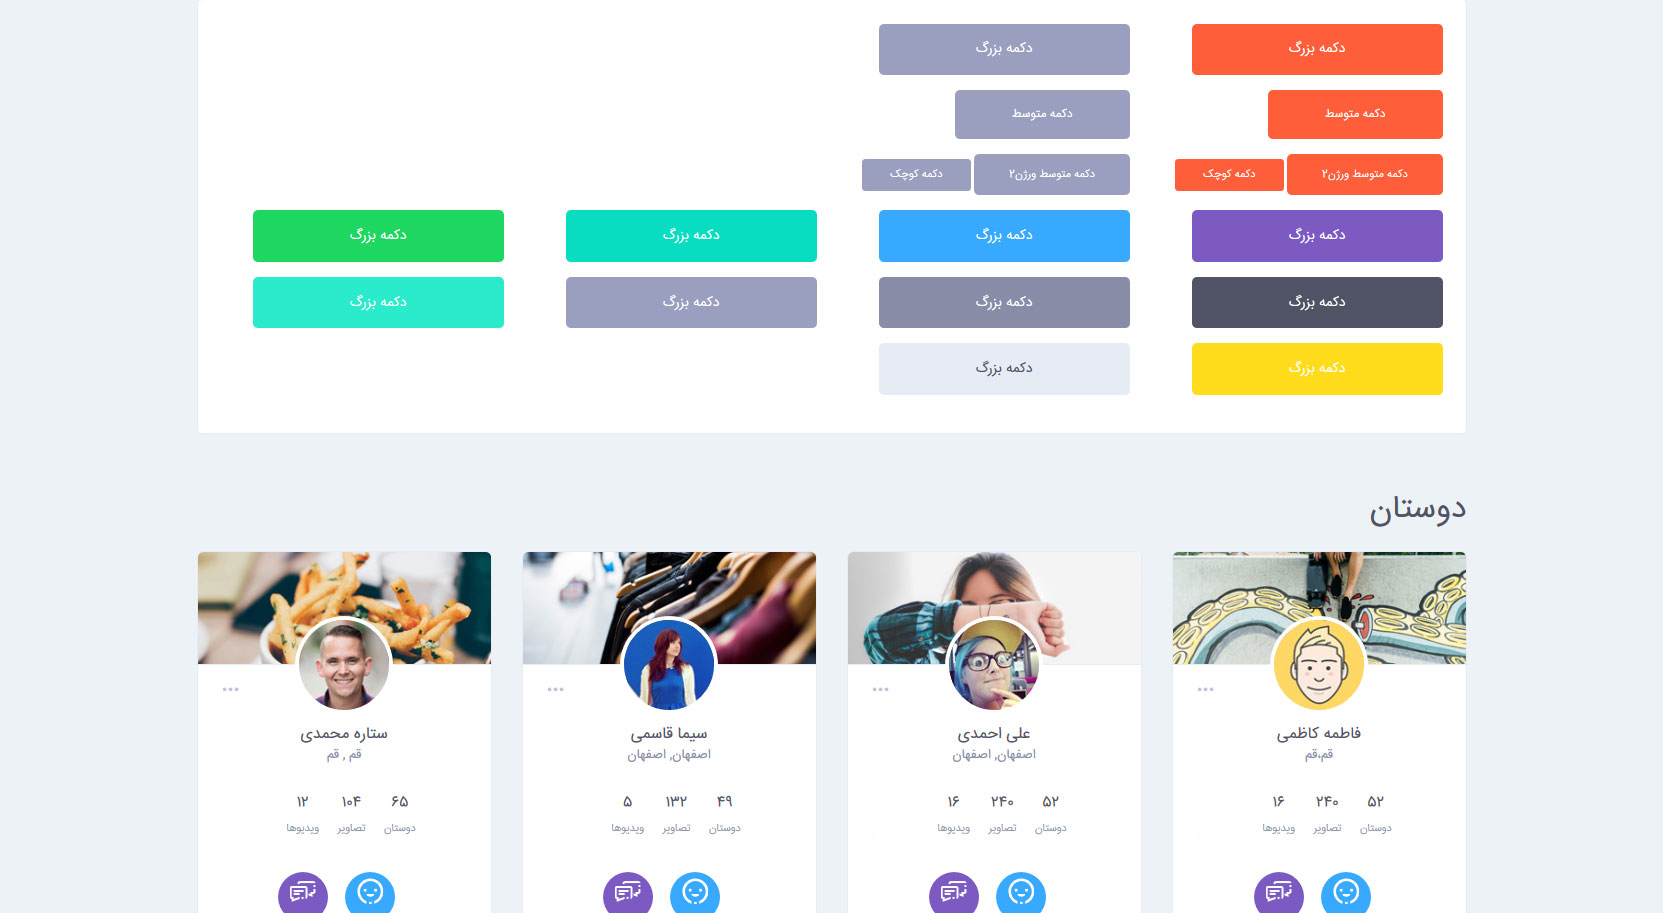 دکمه بزرگ دکمه بزرگ
دکمه متوسط دکمه متوسط
دکمه متوسط ورژن۲ دکمه کوچک دکمه متوسط ورژن۲ دکمه کوچک
دکمه بزرگ دکمه بزرگ دکمه بزرگ دکمه بزرگ
دکمه بزرگ دکمه بزرگ دکمه بزرگ دکمه بزرگ
دکمه بزرگ دکمه بزرگ
دوستان
فاطمه کاظمی علی احمدی سیما قاسمی ستاره محمدی
قم،قم اصفهان, اصفهان اصفهان, اصفهان قم , قم
۵۲ ۲۴۰ ۱۶ ۵۲ ۲۴۰ ۱۶ ۴۹ ۱۳۲ ۵ ۶۵ ۱۰۴ ۱۲
دوستان تصاویر ویدیوها دوستان تصاویر ویدیوها دوستان تصاویر ویدیوها دوستان تصاویر ویدیوها